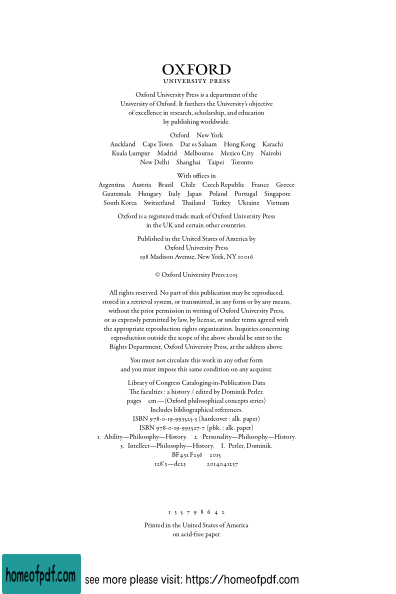 OXFORD
UNIVERSITY PRESS
Oxford University Press is a department of the
University of Oxford. It furthers the University's objective
of excellence in research, scholarship, and education
by publishing worldwide.
Oxford New York
Auckland Cape Town Dar es Salaam Hong Kong Karachi
Kuala Lumpur Madrid Melbourne Mexico City Nairobi
New Delhi Shanghai Taipei Toronto
With offices in
Argentina Austria Brazil Chile Czech Republic France Greece
Guatemala Hungary Italy Japan Poland Portugal Singapore
South Korea Switzerland Thailand Turkey Ukraine Vietnam
Oxford is a registered trade mark of Oxford University Press
in the UK and certain other countries.
Published in the United States of America by
Oxford University Press
198 Madison Avenue, New York, NY 10016
© Oxford University Press 2015
All rights reserved. No part of this publication may be reproduced,
stored in a retrieval system, or transmitted, in any form or by any means,
without the prior permission in writing of Oxford University Press,
or as expressly permitted by law, by license, or under terms agreed with
the appropriate reproduction rights organization. Inquiries concerning
reproduction outside the scope of the above should be sent to the
Rights Department, Oxford University Press, at the address above.
You must not circulate this work in any other form
and you must impose this same condition on any acquirer.
Library of Congress Cataloging-in-Publication Data
The faculties : a history / edited by Dominik Perler.
pages cm.—(Oxford philosophical concepts series)
Includes bibliographical references.
ISBN 978-0-19-993525-3 (hardcover : alk. paper)
ISBN 978-0-19-993527-7 (pbk. : alk. paper)
1. Ability—Philosophy—History. 2. Personality—Philosophy—History.
3. Intellect—Philosophy—History. I. Perler, Dominik.
BF431.F256 2015
128'.3—dc23 2014041257
1 3 5 7 9 8 6 4 2
Printed in the United States of America
on acid-free paper
homeofpdf.com
see more please visit: https://homeofpdf.com